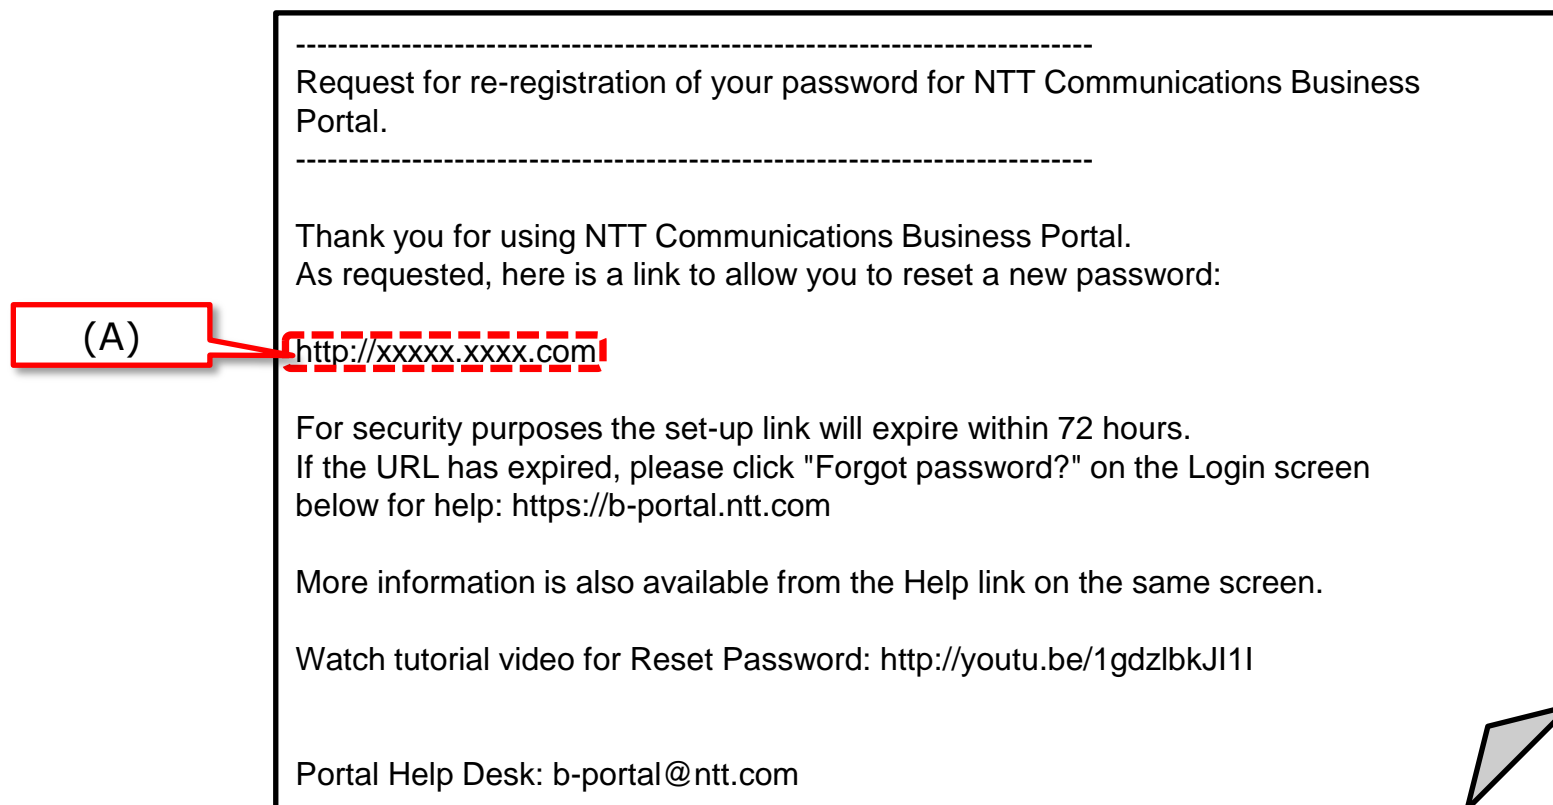 ---------------------------------------------------------------------------
Request for re-registration of your password for NTT Communications Business
Portal.
---------------------------------------------------------------------------
Thank you for using NTT Communications Business Portal.
As requested, here is a link to allow you to reset a new password:
(A)
http://xxxxx.xxxx.com
For security purposes the set-up link will expire within 72 hours.
If the URL has expired, please click "Forgot password?" on the Login screen
below for help: https://b-portal.ntt.com
More information is also available from the Help link on the same screen.
Watch tutorial video for Reset Password: http://youtu.be/1gdzlbkJI1I
Portal Help Desk: b-portal@ntt.com